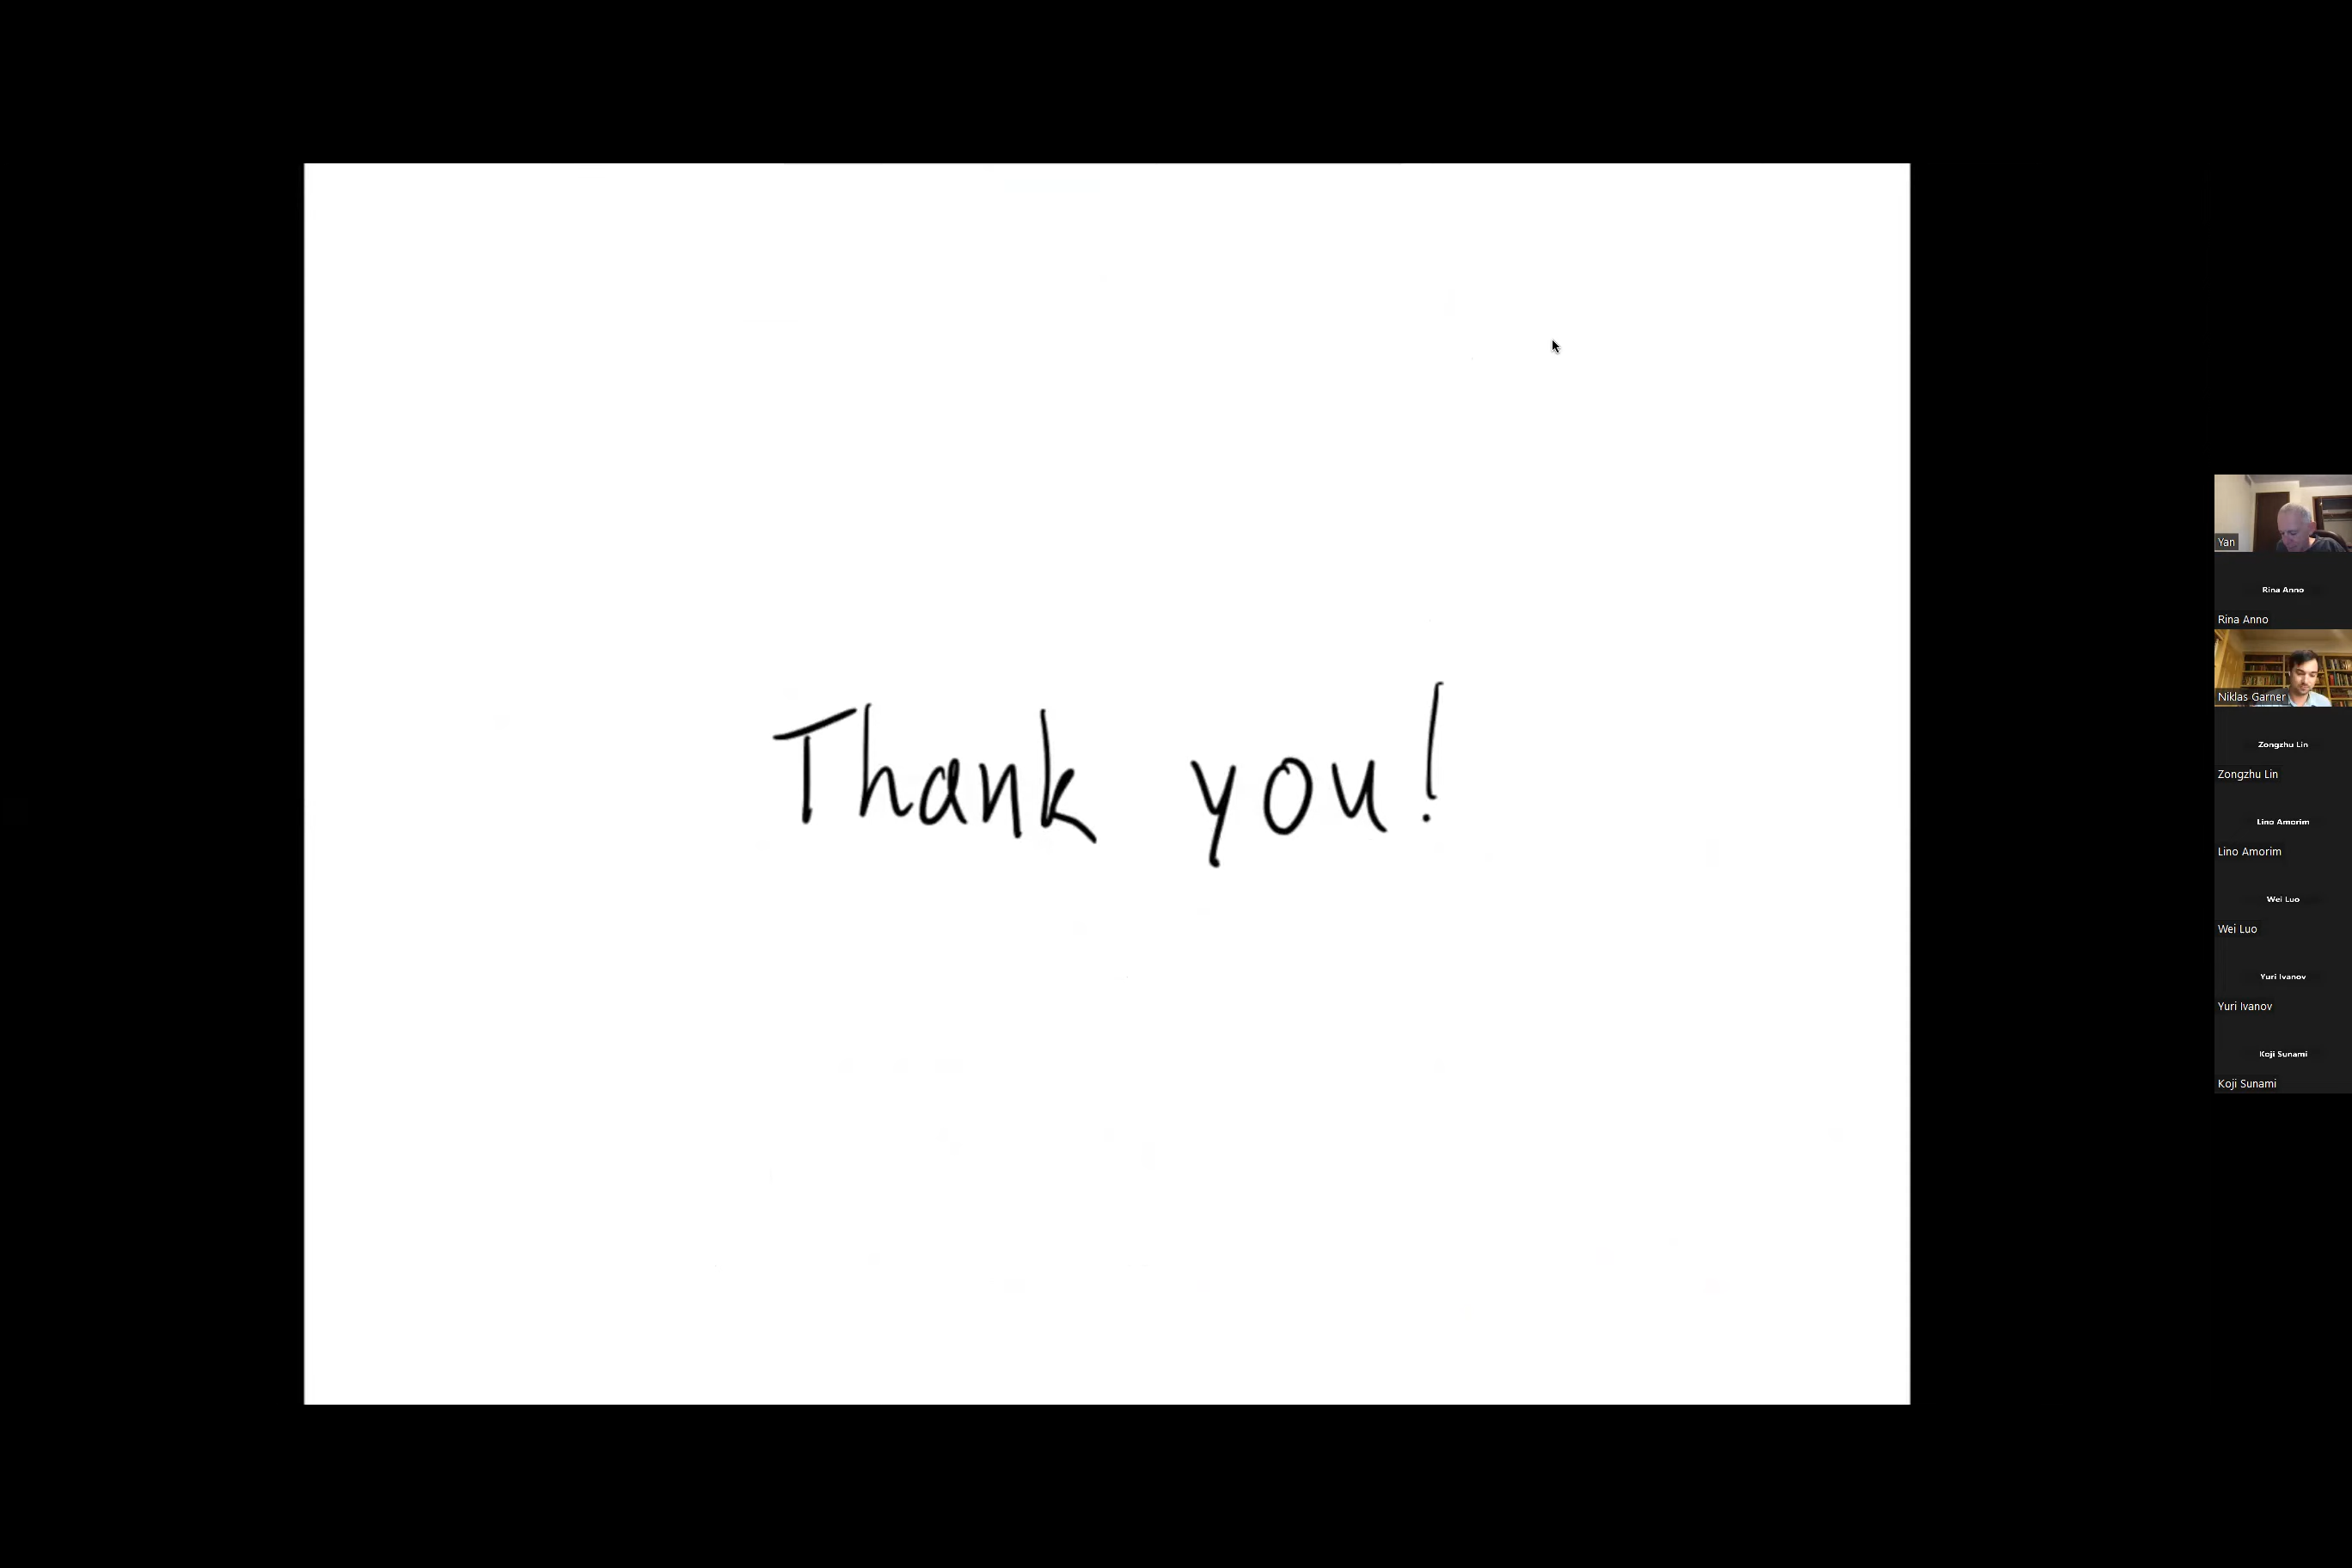 Thank you!
Yan
Rina Anno
Rina Anno
Niklas Garner
Zongzhu Lin
Zongzhu Lin
Lino Amorim
Lino Amorim
Wei Luo
Wei Luo
Yuri Ivanov
Yuri Ivanov
Koji Sunami
Koji Sunami